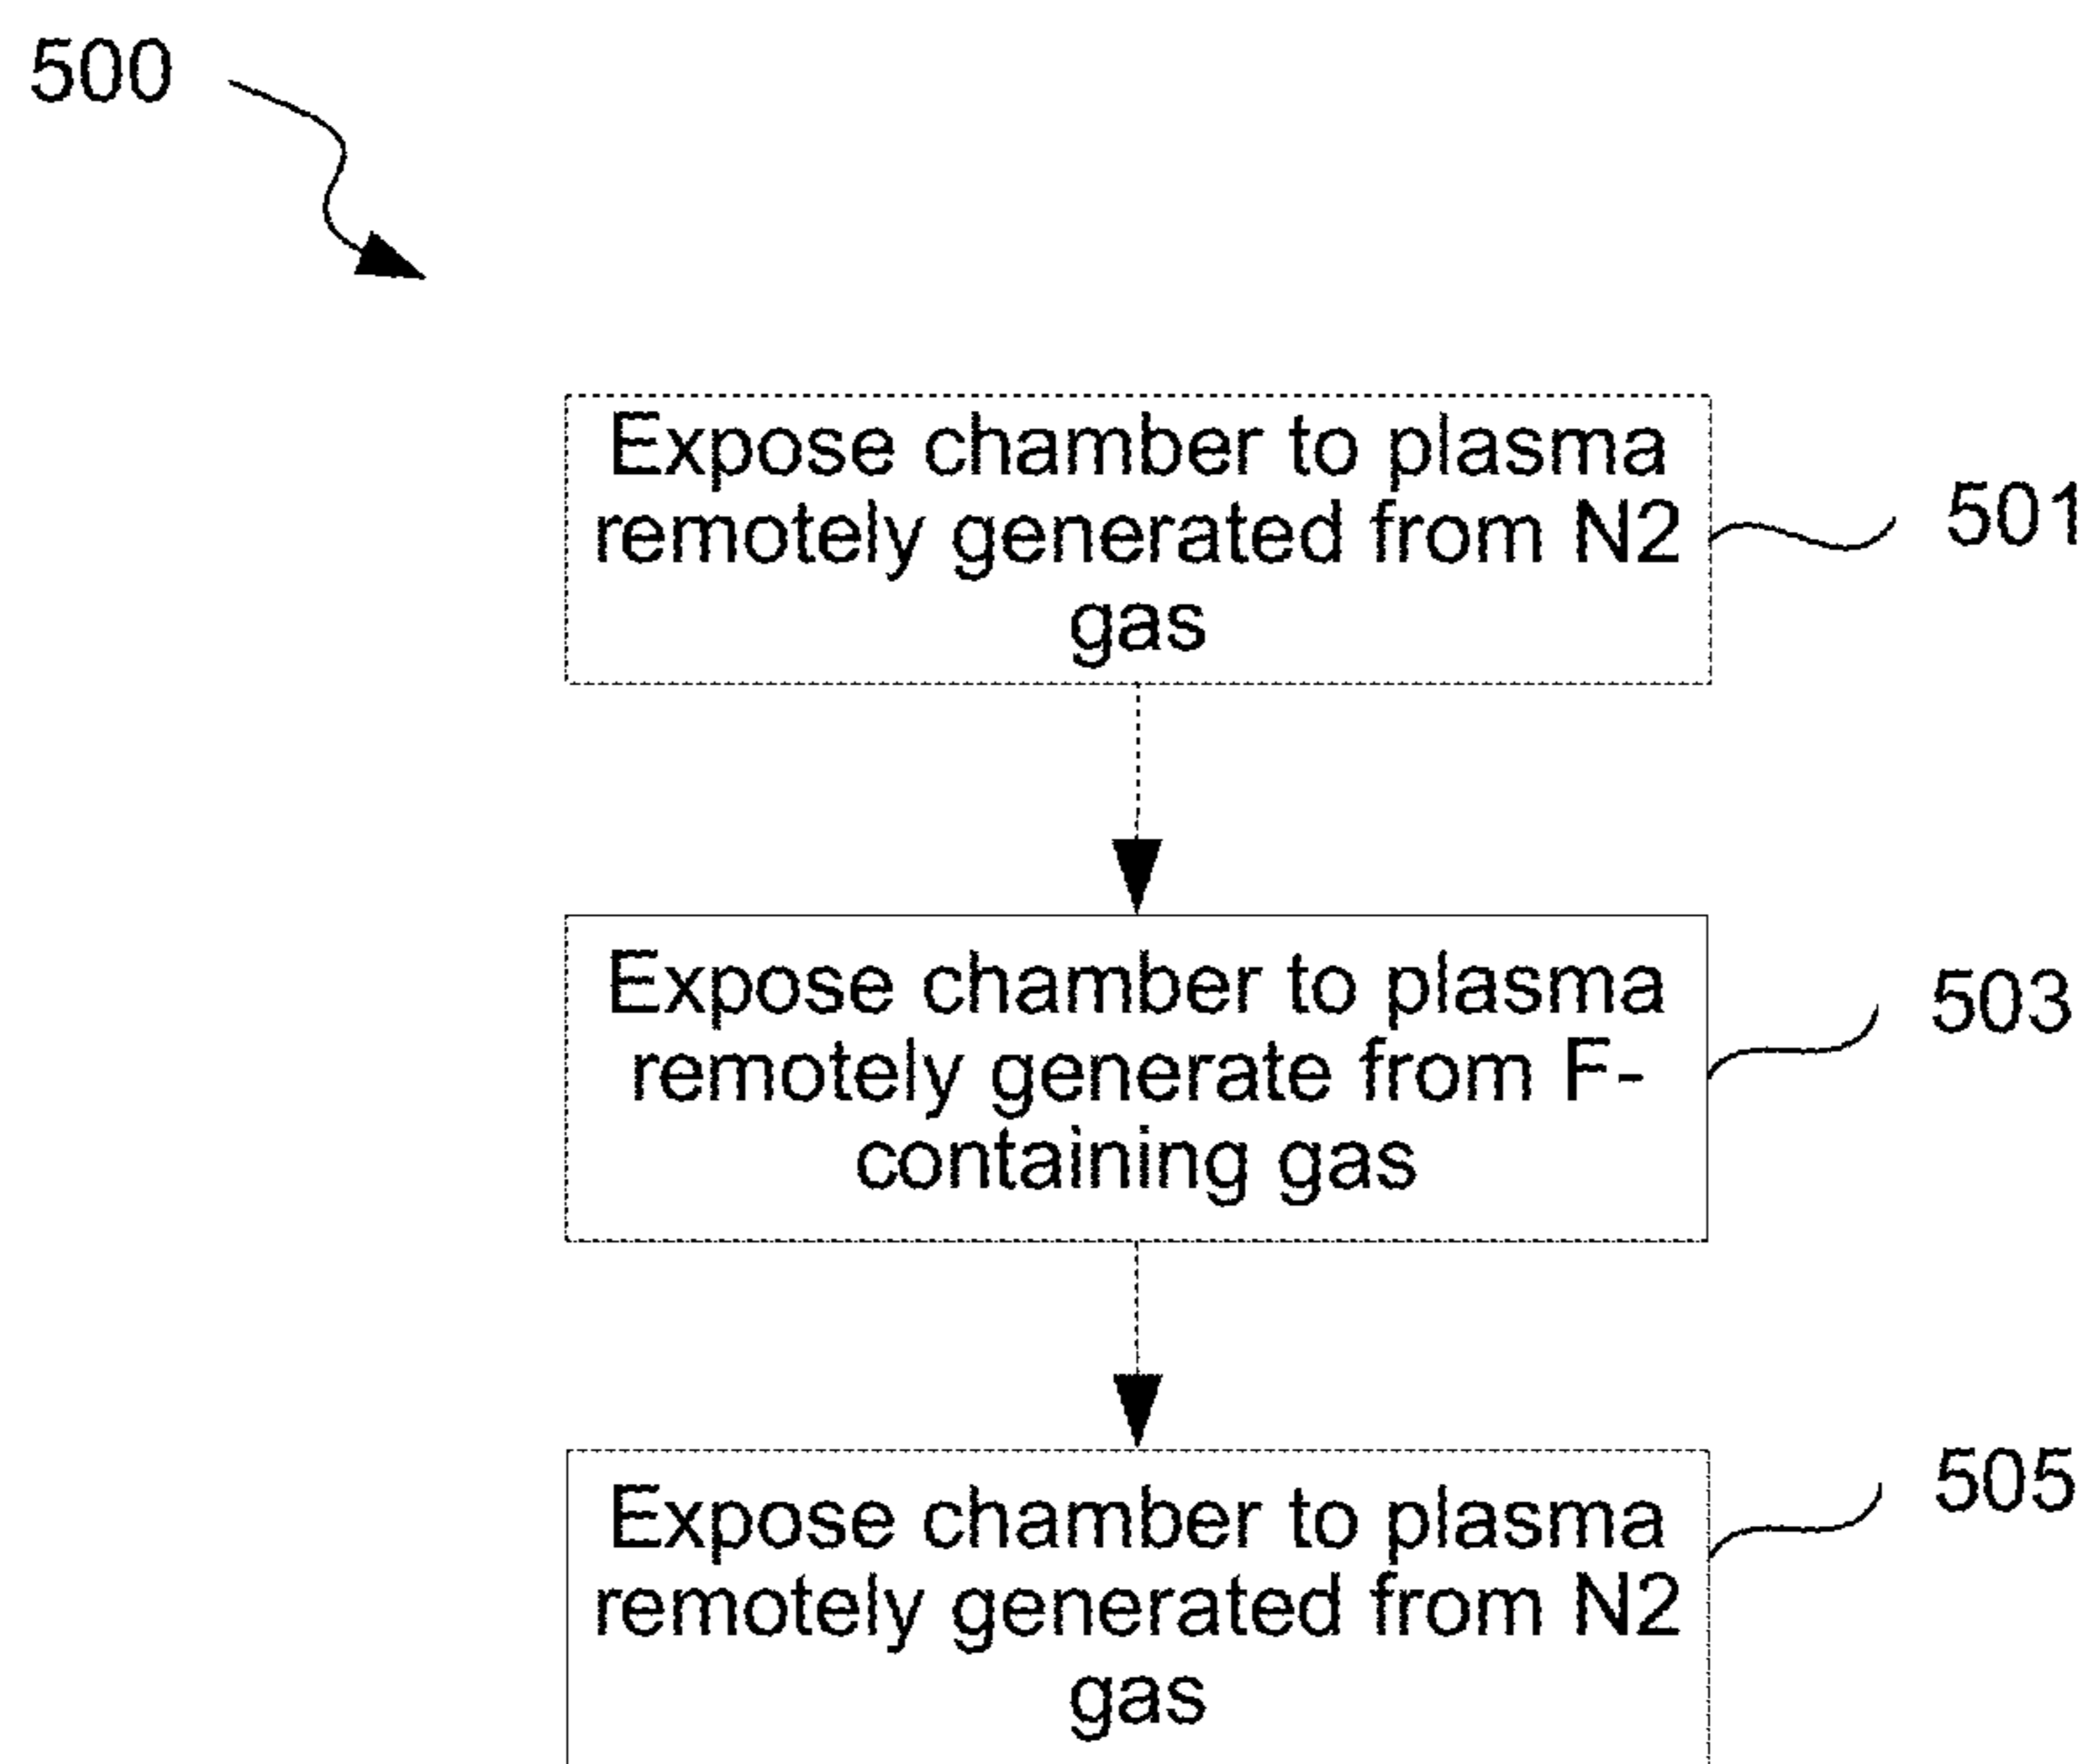 500
Expose chamber to plasma
remotely generated from N2
gas
501
Expose chamber to plasma
remotely generate from F-
containing gas
503
Expose chamber to plasma
remotely generated from N2
gas
505